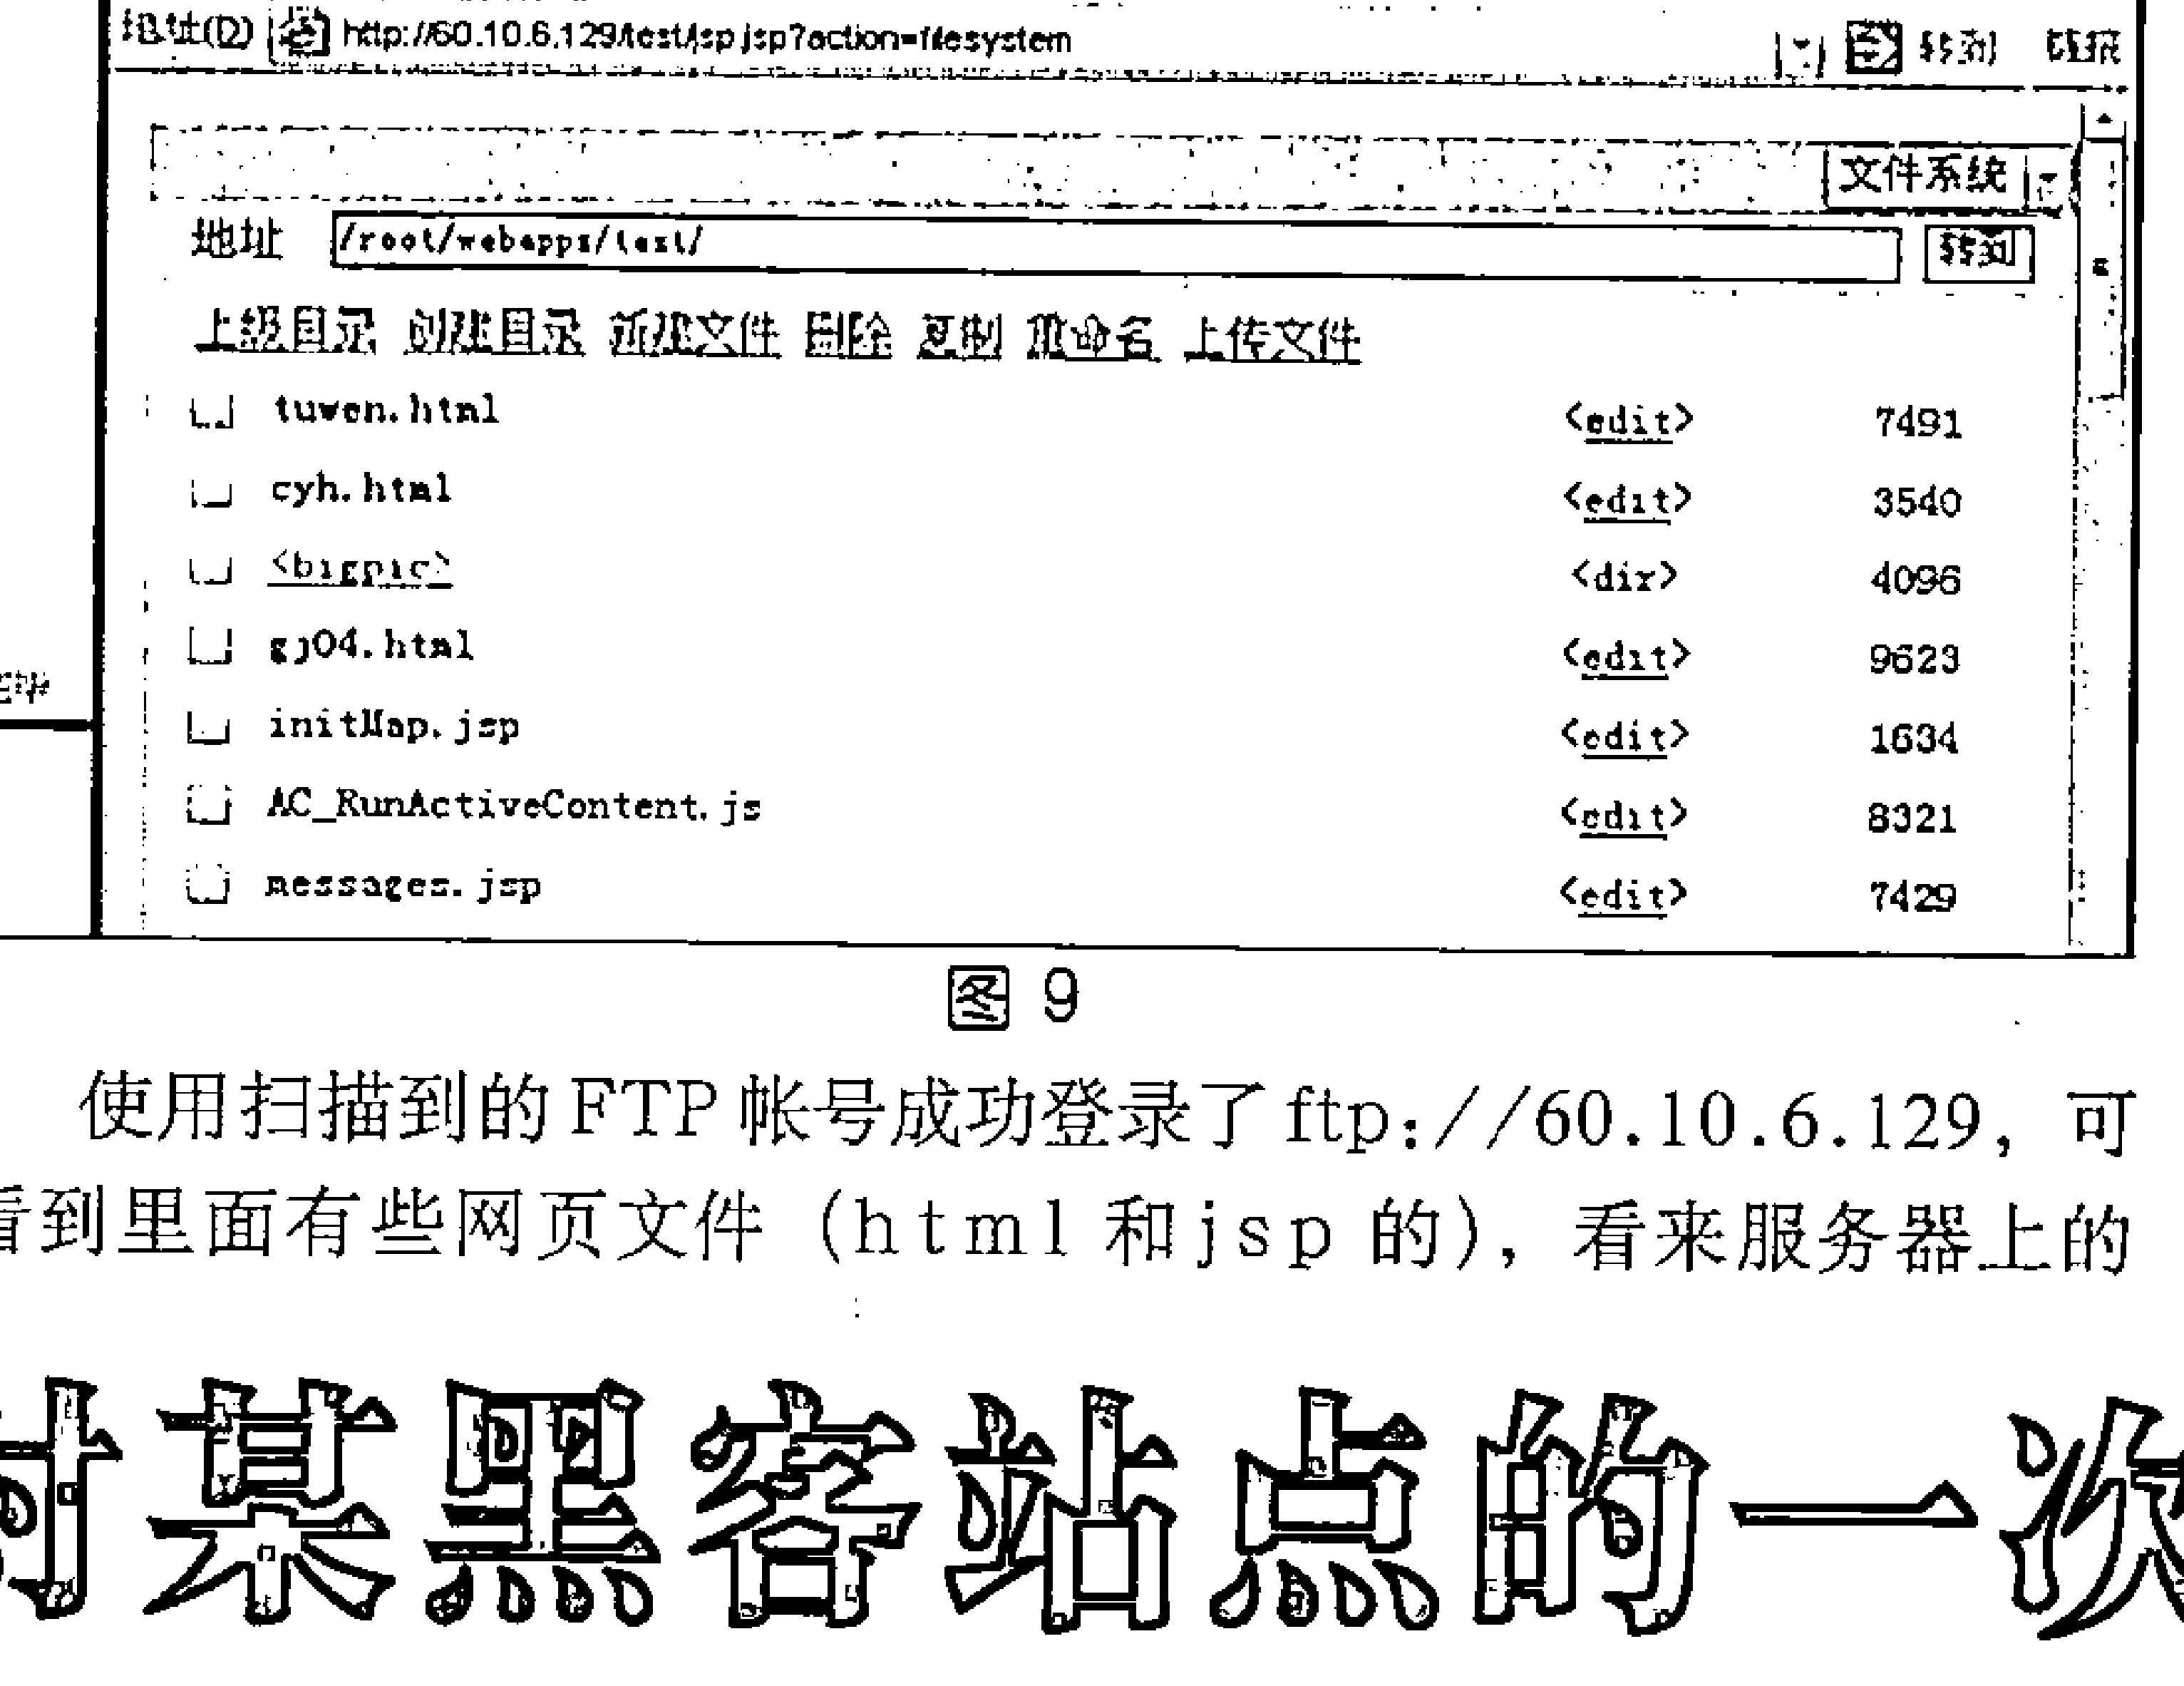 地址(D) http://60.10.6.129/test/jsp.jsp?action=filesystem 转到 链接
文件系统
地址 /root/webapps/test/ 转到
上级目录 创建目录 新建文件 删除 复制 重命名 上传文件
tuwen.html <edit> 7491
cyh.html <edit> 3540
<bigpic> <dir> 4096
gj04.html <edit> 9623
initMap.jsp <edit> 1634
AC_RunActiveContent.js <edit> 8321
messages.jsp <edit> 7429
图 9
使用扫描到的FTP帐号成功登录了ftp://60.10.6.129, 可
看到里面有些网页文件 (html 和jsp 的), 看来服务器上的
对某黑客站点的一次